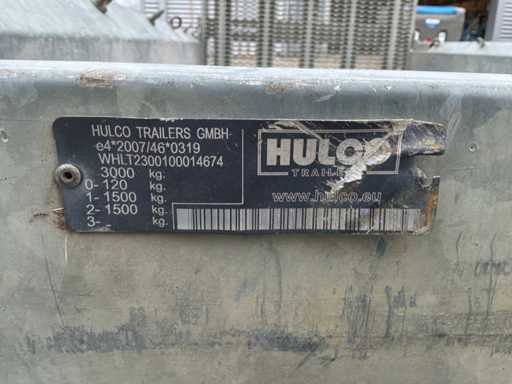 HULCO TRAILERS GMBH
e4*2007/46*0319
WHLT2300100014674
3000 kg.
0- 120 kg.
1- 1500 kg.
2- 1500 kg.
3- kg.
HULCO
www.hulco.eu